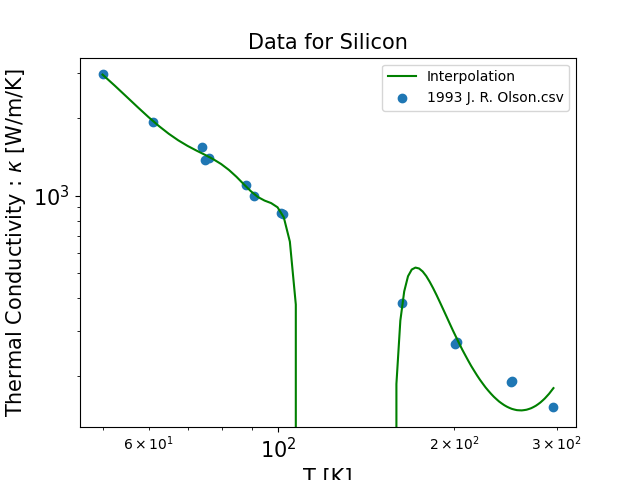 Data for Silicon
Thermal Conductivity : κ [W/m/K]
Interpolation
1993 J. R. Olson.csv
10³
6 × 10¹
10²
2 × 10²
3 × 10²
T [K]